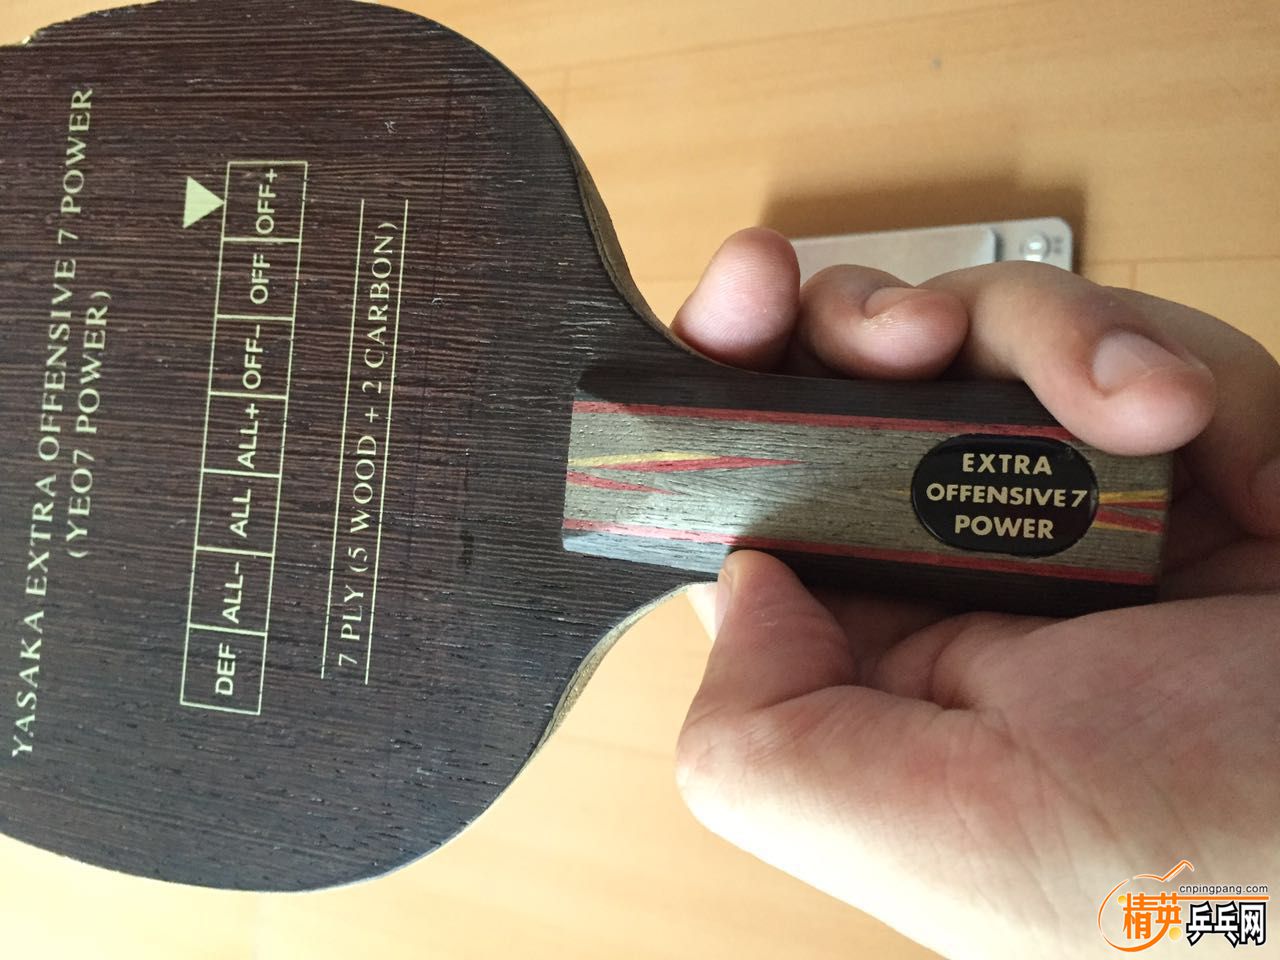 YASAKA EXTRA OFFENSIVE 7 POWER
(YEO7 POWER)
DEF ALL- ALL ALL+ OFF- OFF OFF+
7 PLY (5 WOOD + 2 CARBON)
EXTRA
OFFENSIVE 7
POWER
cnpingpang.com
精英乒乓网